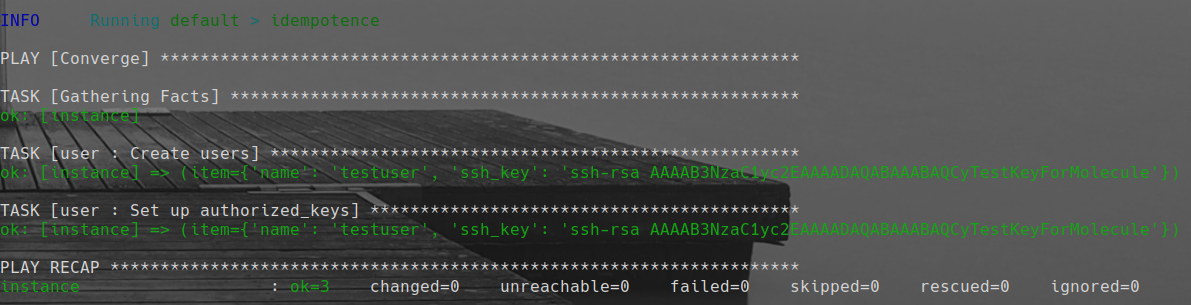 INFO     Running default > idempotence
PLAY [Converge] ****************************************************************
TASK [Gathering Facts] *********************************************************
ok: [instance]
TASK [user : Create users] *****************************************************
ok: [instance] => (item={'name': 'testuser', 'ssh_key': 'ssh-rsa AAAAB3NzaC1yc2EAAAADAQABAAABAQCyTestKeyForMolecule'})
TASK [user : Set up authorized_keys] *******************************************
ok: [instance] => (item={'name': 'testuser', 'ssh_key': 'ssh-rsa AAAAB3NzaC1yc2EAAAADAQABAAABAQCyTestKeyForMolecule'})
PLAY RECAP *********************************************************************
instance                   : ok=3    changed=0    unreachable=0    failed=0    skipped=0    rescued=0    ignored=0